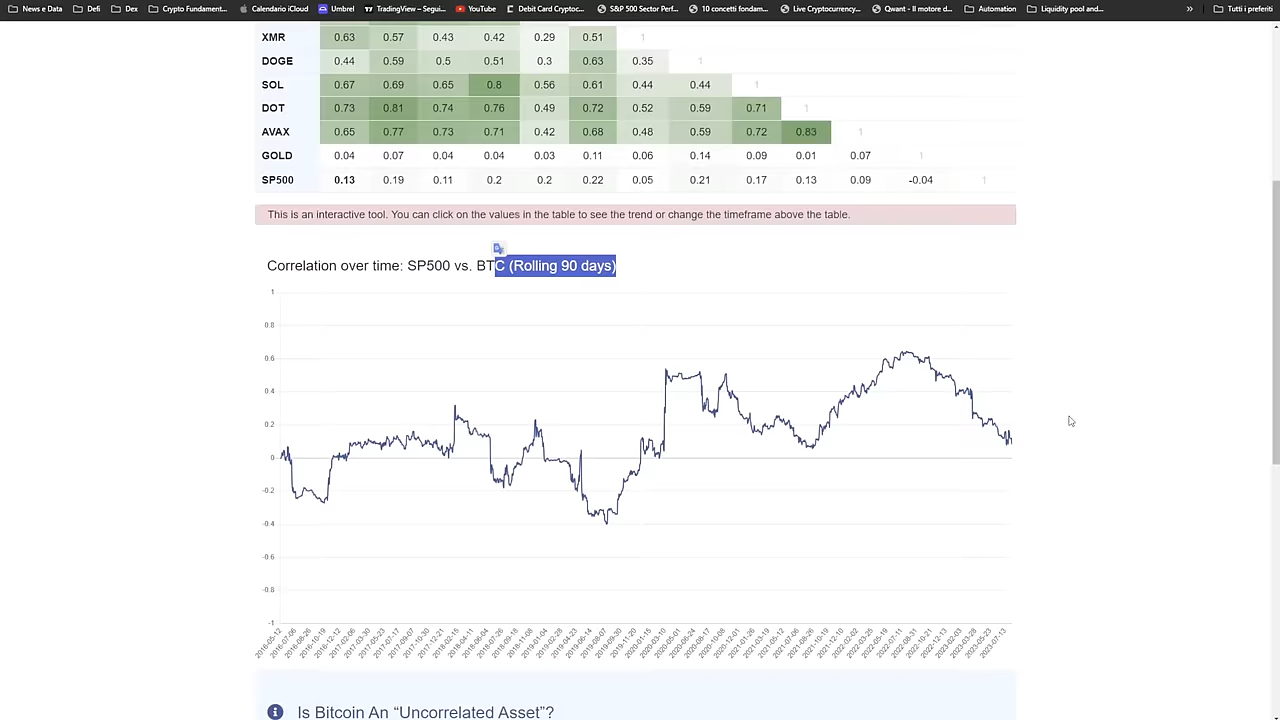 News e Data Defi Dex Crypto Fundament... Calendario iCloud Umbrel TradingView – Segui... YouTube Debit Card Cryptoc... S&P 500 Sector Perf... 10 concetti fondam... Live Cryptocurrency... Qwant - Il motore d... Automation Liquidity pool and... » Tutti i preferiti
XMR 0.63 0.57 0.43 0.42 0.29 0.51 1
DOGE 0.44 0.59 0.5 0.51 0.3 0.63 0.35 1
SOL 0.67 0.69 0.65 0.8 0.56 0.61 0.44 0.44 1
DOT 0.73 0.81 0.74 0.76 0.49 0.72 0.52 0.59 0.71 1
AVAX 0.65 0.77 0.73 0.71 0.42 0.68 0.48 0.59 0.72 0.83 1
GOLD 0.04 0.07 0.04 0.04 0.03 0.11 0.06 0.14 0.09 0.01 0.07 1
SP500 0.13 0.19 0.11 0.2 0.2 0.22 0.05 0.21 0.17 0.13 0.09 -0.04 1
This is an interactive tool. You can click on the values in the table to see the trend or change the timeframe above the table.
Correlation over time: SP500 vs. BTC (Rolling 90 days)
1
0.8
0.6
0.4
0.2
0
-0.2
-0.4
-0.6
-0.8
-1
Is Bitcoin An “Uncorrelated Asset”?